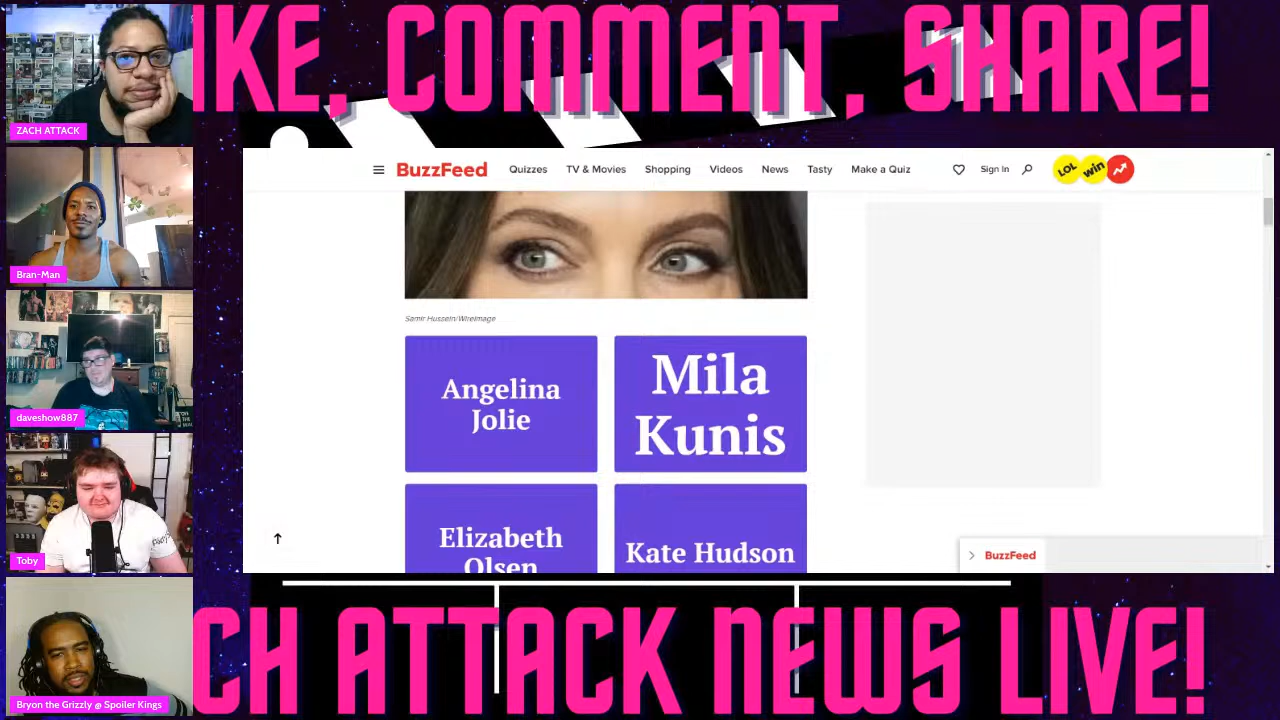 IKE, COMMENT, SHARE!
ZACH ATTACK
BuzzFeed
Quizzes TV & Movies Shopping Videos News Tasty Make a Quiz
Sign In
LOL win
Samir Hussein/WireImage
Bran-Man
Angelina
Jolie
Mila
Kunis
daveshow887
Elizabeth
Olsen
Kate Hudson
Toby
BuzzFeed
CH ATTACK NEWS LIVE!
Bryon the Grizzly @ Spoiler Kings